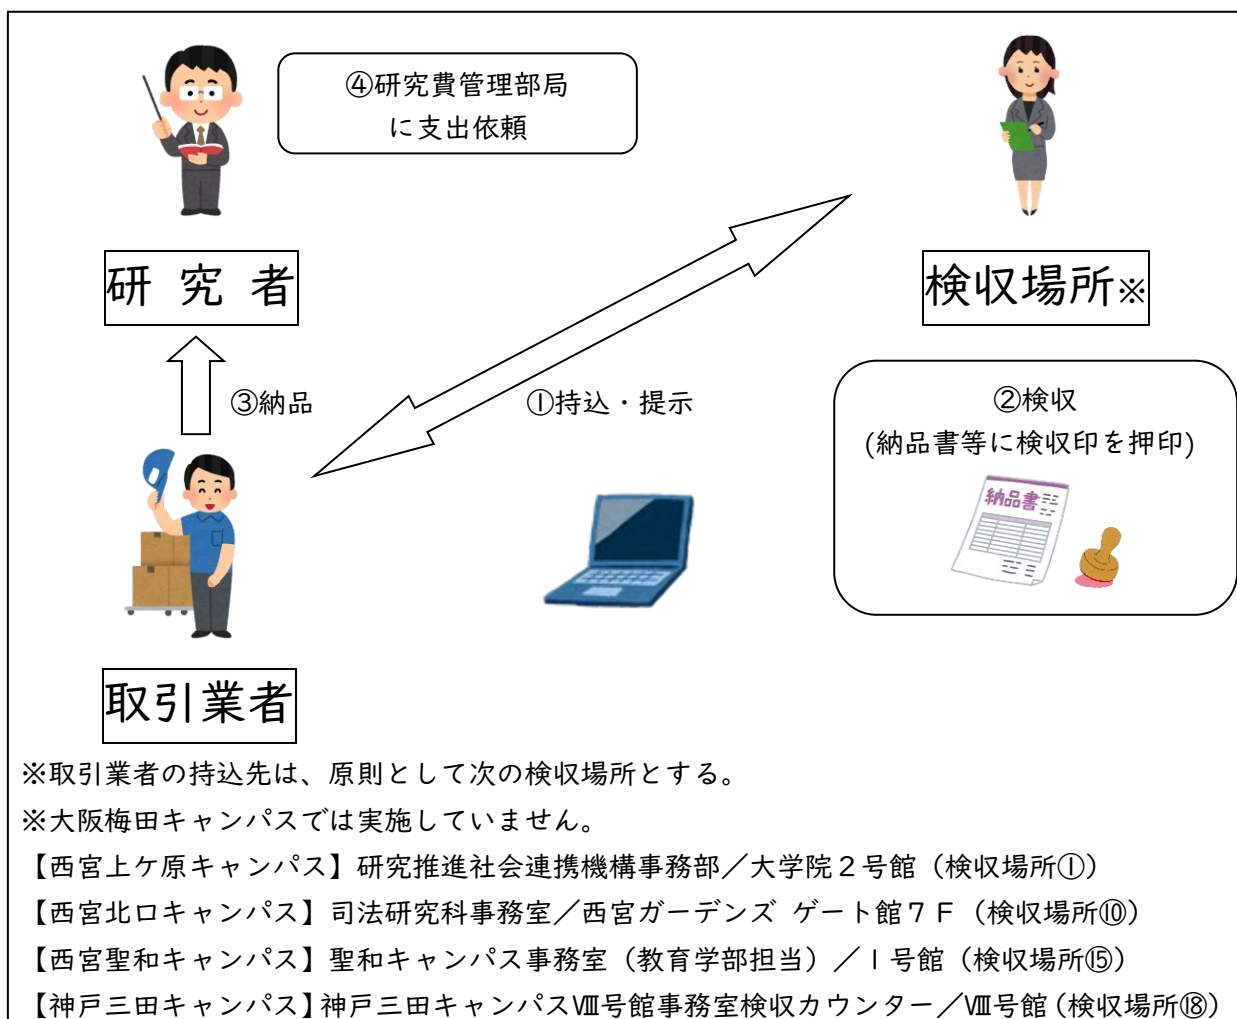 ④研究費管理部局
に支出依頼
研 究 者
検収場所※
③納品
①持込・提示
②検収
(納品書等に検収印を押印)
納品書
取引業者
※取引業者の持込先は、原則として次の検収場所とする。
※大阪梅田キャンパスでは実施していません。
【西宮上ケ原キャンパス】研究推進社会連携機構事務部／大学院２号館（検収場所①）
【西宮北口キャンパス】司法研究科事務室／西宮ガーデンズ ゲート館７Ｆ（検収場所⑩）
【西宮聖和キャンパス】聖和キャンパス事務室（教育学部担当）／１号館（検収場所⑮）
【神戸三田キャンパス】神戸三田キャンパスⅧ号館事務室検収カウンター／Ⅷ号館（検収場所⑱）